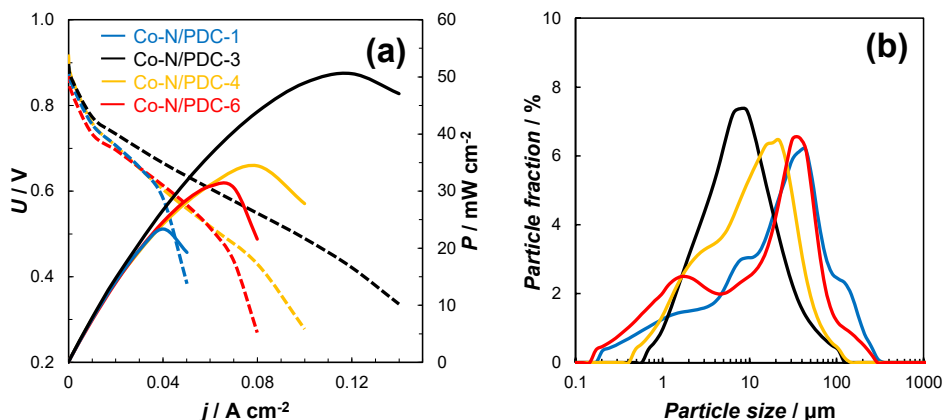 1.0
0.8
0.6
0.4
0.2
U / V
Co-N/PDC-1
Co-N/PDC-3
Co-N/PDC-4
Co-N/PDC-6
(a)
60
50
40
30
20
10
0
P / mW cm-2
0
0.04
0.08
0.12
j / A cm-2
10
8
6
4
2
0
Particle fraction / %
(b)
0.1
1
10
100
1000
Particle size / μm